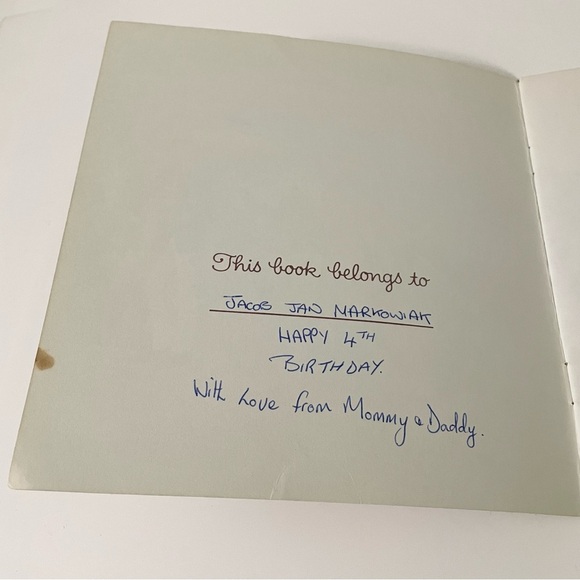 This book belongs to
JACOB JAN MARKOWIAK
HAPPY 4TH
BIRTHDAY.
With Love from Mommy & Daddy.